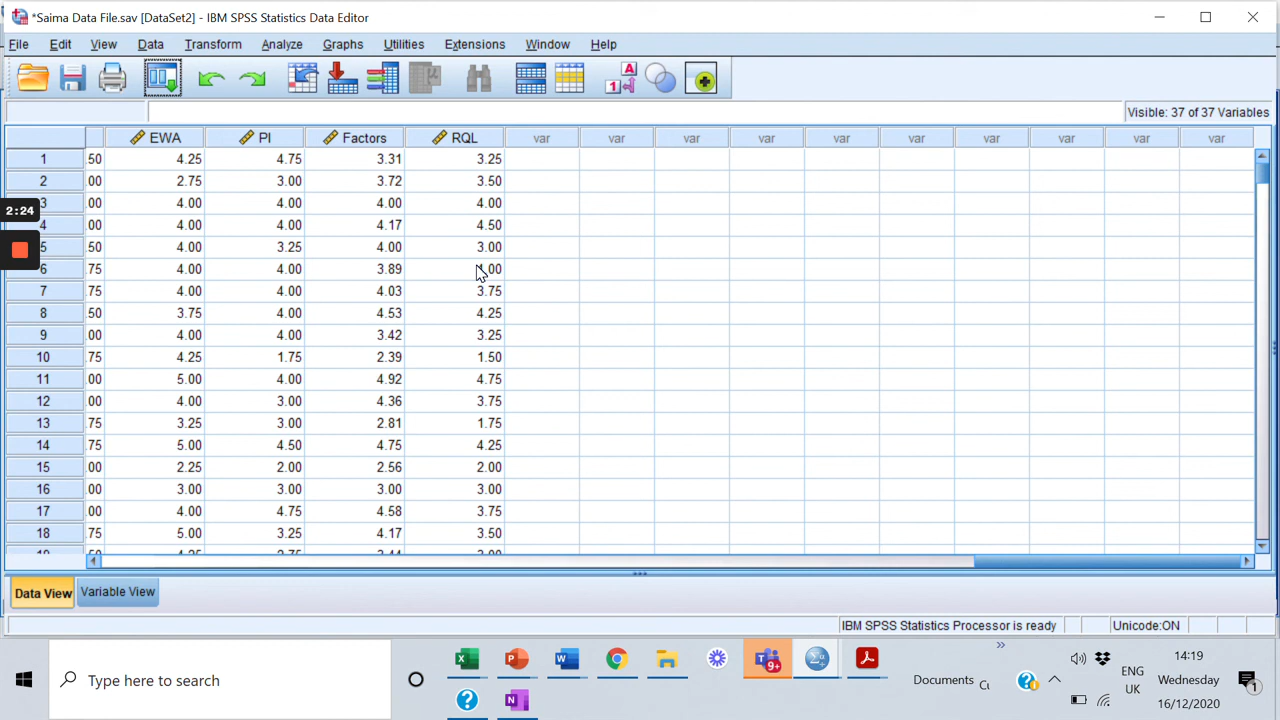 *Saima Data File.sav [DataSet2] - IBM SPSS Statistics Data Editor
File Edit View Data Transform Analyze Graphs Utilities Extensions Window Help
Visible: 37 of 37 Variables
EWA PI Factors RQL var var var var var var var var var var
1 .50 4.25 4.75 3.31 3.25
2 .00 2.75 3.00 3.72 3.50
3 .00 4.00 4.00 4.00 4.00
2:24
4 .00 4.00 4.00 4.17 4.50
5 .50 4.00 3.25 4.00 3.00
6 .75 4.00 4.00 3.89 .00
7 .75 4.00 4.00 4.03 3.75
8 .50 3.75 4.00 4.53 4.25
9 .00 4.00 4.00 3.42 3.25
10 .75 4.25 1.75 2.39 1.50
11 .00 5.00 4.00 4.92 4.75
12 .00 4.00 3.00 4.36 3.75
13 .75 3.25 3.00 2.81 1.75
14 .75 5.00 4.50 4.75 4.25
15 .00 2.25 2.00 2.56 2.00
16 .00 3.00 3.00 3.00 3.00
17 .00 4.00 4.75 4.58 3.75
18 .75 5.00 3.25 4.17 3.50
Data View Variable View
IBM SPSS Statistics Processor is ready Unicode:ON
Type here to search
9+
Documents
ENG
UK
14:19
Wednesday
16/12/2020
1